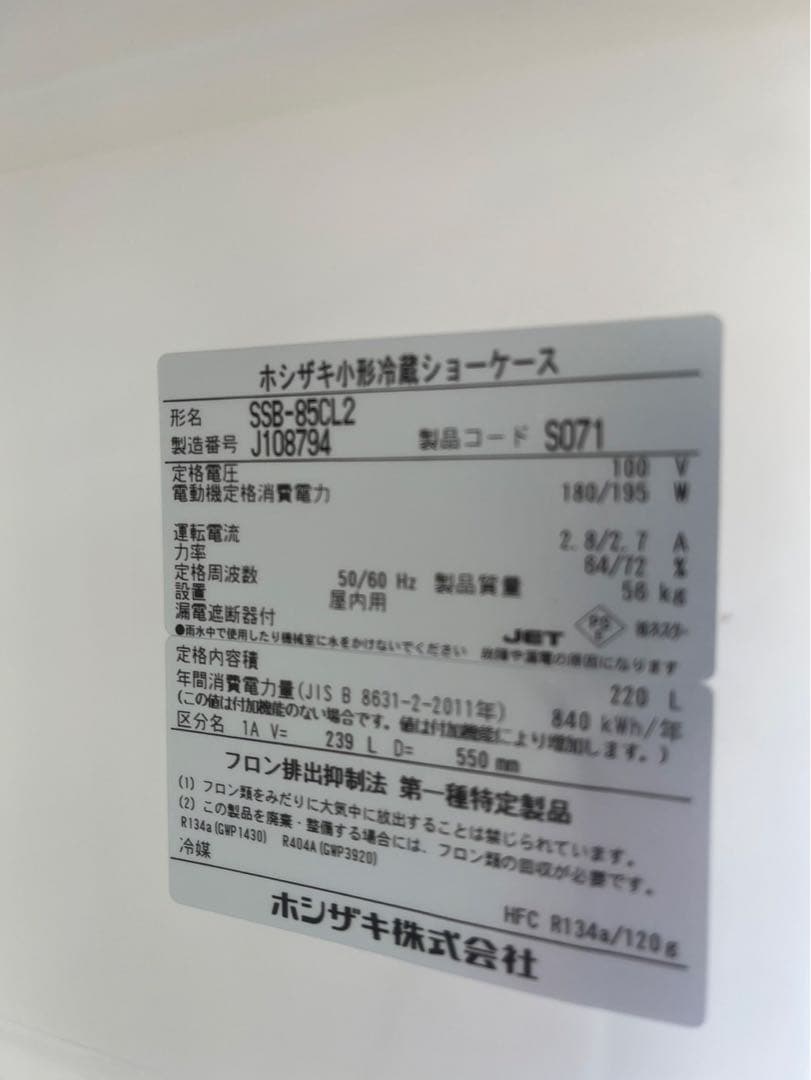 ホシザキ小形冷蔵ショーケース
形名 SSB-85CL2
製造番号 J108794 製品コード S071
定格電圧 100 V
電動機定格消費電力 180/195 W
運転電流 2.8/2.7 A
力率 64/72 %
定格周波数 50/60 Hz 製品質量 56 kg
設置 屋内用
漏電遮断器付 JET PS E
●雨水中で使用したり機械室に水をかけないでください 故障や漏電の原因になります
定格内容積 220 L
年間消費電力量(JIS B 8631-2-2011年) 840 kWh/年
(この値は付加機能のない場合です。値は付加機能により増加します。)
区分名 1A V= 239 L D= 550 mm
フロン排出抑制法 第一種特定製品
(1) フロン類をみだりに大気中に放出することは禁じられています。
(2) この製品を廃棄・整備する場合には、フロン類の回収が必要です。
R134a(GWP1430) R404A(GWP3920)
冷媒 HFC R134a/120g
ホシザキ株式会社